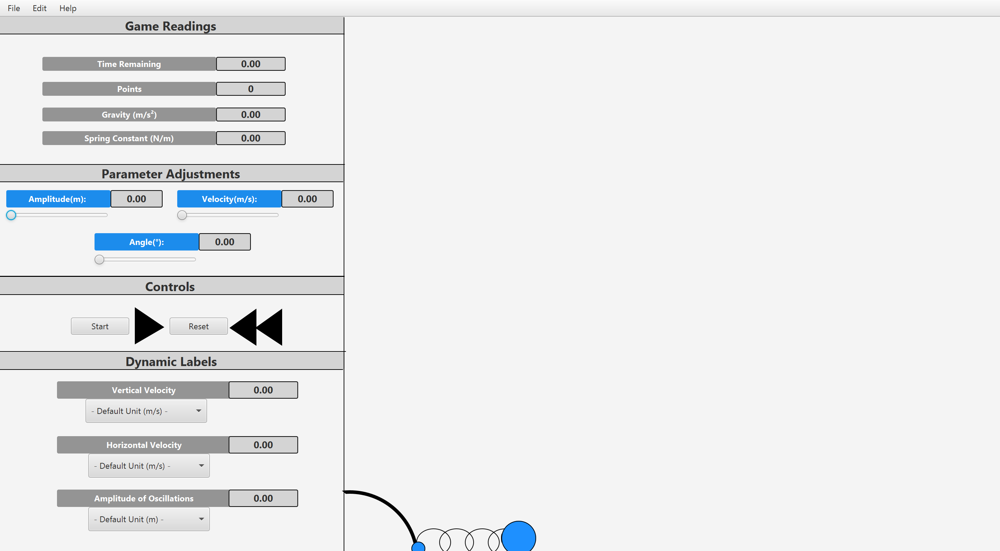 File Edit Help
Game Readings
Time Remaining 0.00
Points 0
Gravity (m/s²) 0.00
Spring Constant (N/m) 0.00
Parameter Adjustments
Amplitude(m): 0.00 Velocity(m/s): 0.00
Angle(°): 0.00
Controls
Start Reset
Dynamic Labels
Vertical Velocity 0.00
- Default Unit (m/s) -
Horizontal Velocity 0.00
- Default Unit (m/s) -
Amplitude of Oscillations 0.00
- Default Unit (m) -